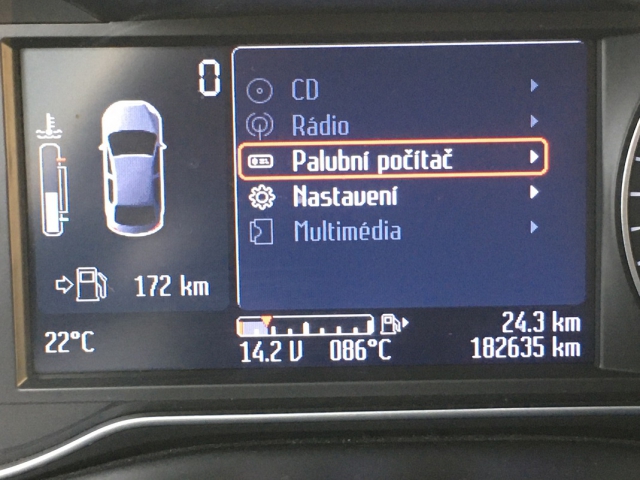 0
CD
Rádio
Palubní počítač
Nastavení
Multimédia
172 km
24.3 km
22°C
14.2 V 086°C 182635 km